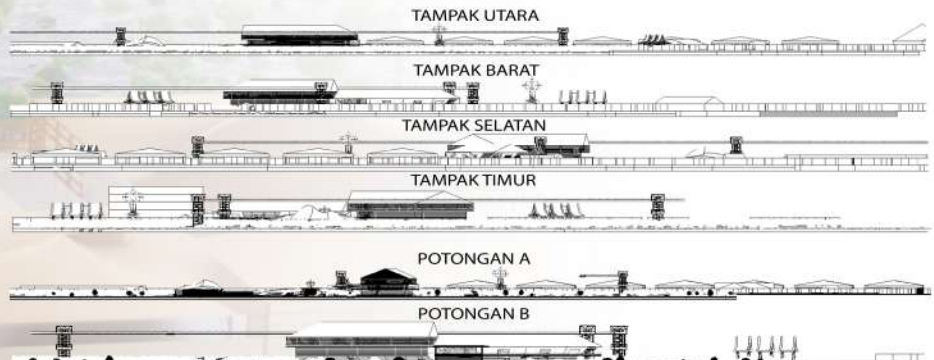 TAMPAK UTARA
TAMPAK BARAT
TAMPAK SELATAN
TAMPAK TIMUR
POTONGAN A
POTONGAN B